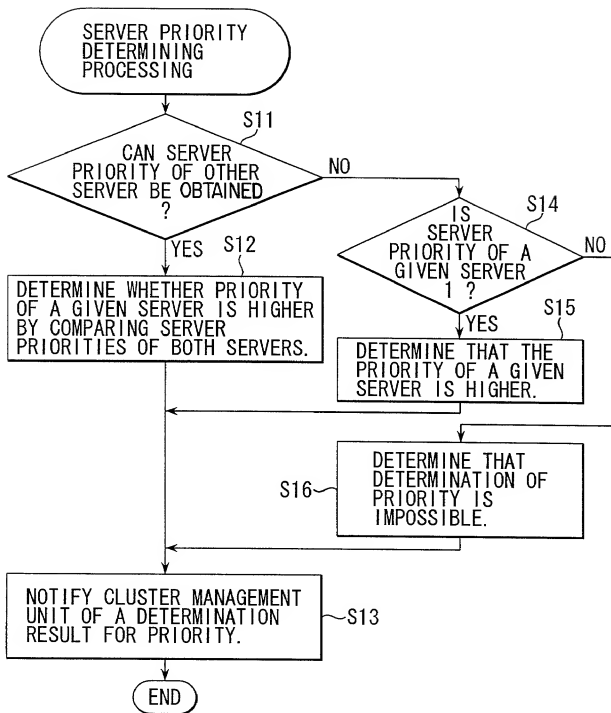 SERVER PRIORITY
DETERMINING
PROCESSING
S11
CAN SERVER
PRIORITY OF OTHER
SERVER BE OBTAINED
?
NO
YES
S14
IS
SERVER
PRIORITY OF A
GIVEN SERVER
1 ?
NO
YES
S12
DETERMINE WHETHER PRIORITY
OF A GIVEN SERVER IS HIGHER
BY COMPARING SERVER
PRIORITIES OF BOTH SERVERS.
S15
DETERMINE THAT THE
PRIORITY OF A GIVEN
SERVER IS HIGHER.
S16
DETERMINE THAT
DETERMINATION OF
PRIORITY IS
IMPOSSIBLE.
NOTIFY CLUSTER MANAGEMENT
UNIT OF A DETERMINATION
RESULT FOR PRIORITY.
S13
END